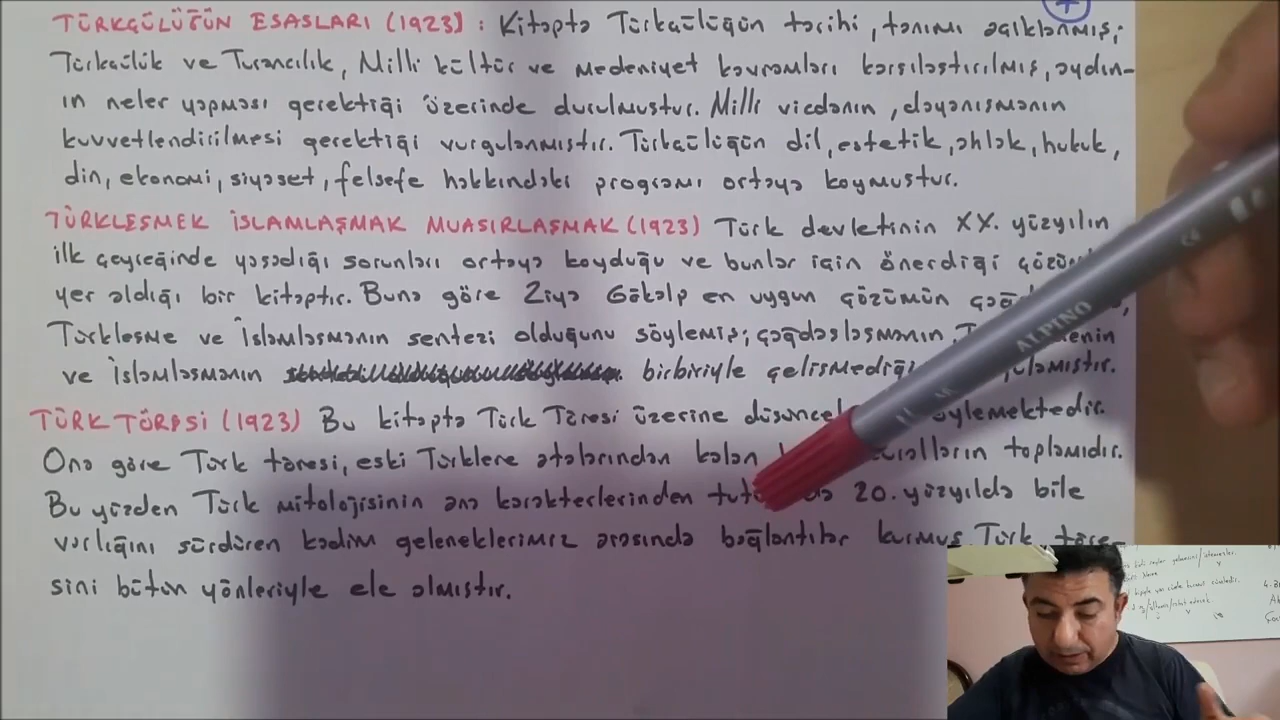 TÜRKÇÜLÜĞÜN ESASLARI (1923) : Kitapta Türkçülüğün tarihi, tanımı açıklanmış;
Türkçülük ve Turancılık, Milli kültür ve medeniyet kavramları karşılaştırılmış, aydın-
ın neler yapması gerektiği üzerinde durulmuştur. Milli vicdanın, dayanışmanın
kuvvetlendirilmesi gerektiği vurgulanmıştır. Türkçülüğün dil, estetik, ahlak, hukuk,
din, ekonomi, siyaset, felsefe hakkındaki programı ortaya koymuştur.
TÜRKLEŞMEK İSLAMLAŞMAK MUASIRLAŞMAK (1923) Türk devletinin XX. yüzyılın
ilk çeyreğinde yaşadığı sorunları ortaya koyduğu ve bunlar için önerdiği
yer aldığı bir kitaptır. Buna göre Ziya Gökalp en uygun çözümün
Türkleşme ve İslamlaşmanın sentezi olduğunu söylemiş; çağdaşlaşmanın,
ve İslamlaşmanın birbiriyle çelişmediği
TÜRK TÖRESİ (1923) Bu kitapta Türk Töresi üzerine
Ona göre Türk töresi, eski Türklere atalarından kalan kuralların toplamıdır.
Bu yüzden Türk mitolojisinin ana karakterlerinden 20. yüzyılda bile
varlığını sürdüren kadim geleneklerimiz arasında bağlantılar kurmuş Türk töre-
sini bütün yönleriyle ele almıştır.
ALPINO